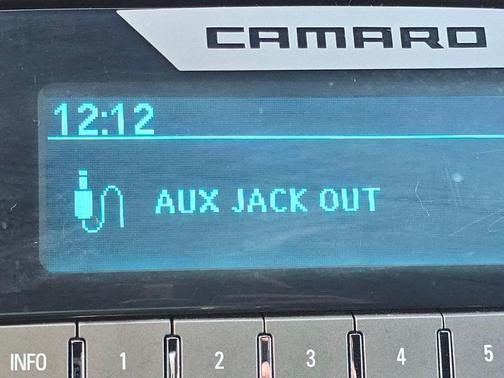 CAMARO
12:12
AUX JACK OUT
INFO 1 2 3 4 5